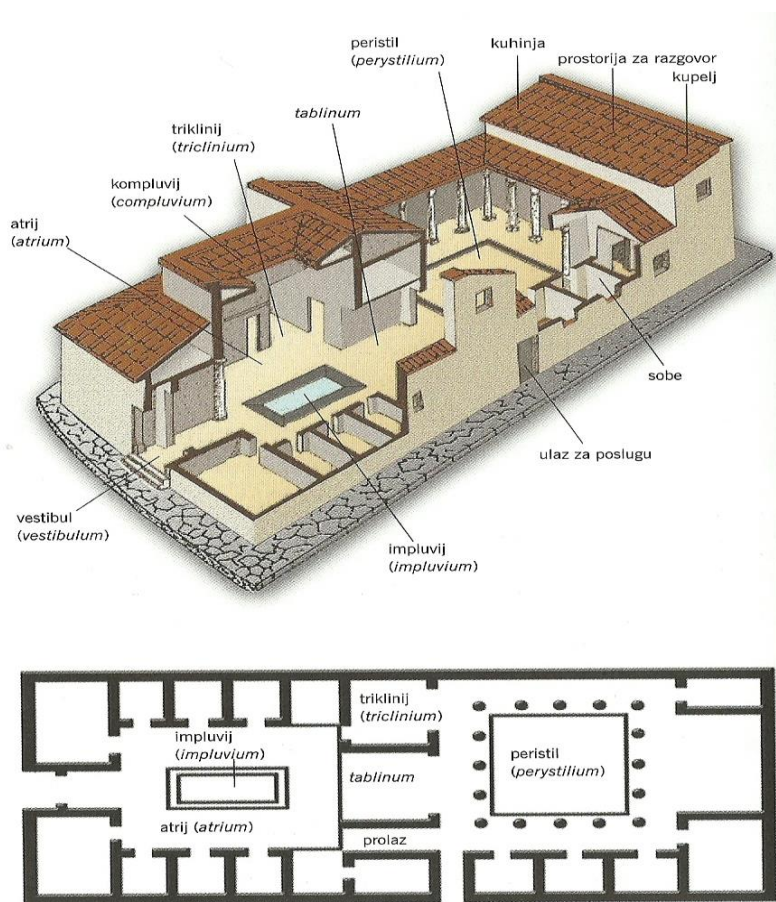 peristil
(perystilium)
kuhinja
prostorija za razgovor
kupelj
tablinum
triklinij
(triclinium)
kompluvij
(compluvium)
atrij
(atrium)
sobe
ulaz za poslugu
vestibul
(vestibulum)
impluvij
(impluvium)
triklinij
(triclinium)
impluvij
(impluvium)
peristil
(perystilium)
tablinum
atrij (atrium)
prolaz